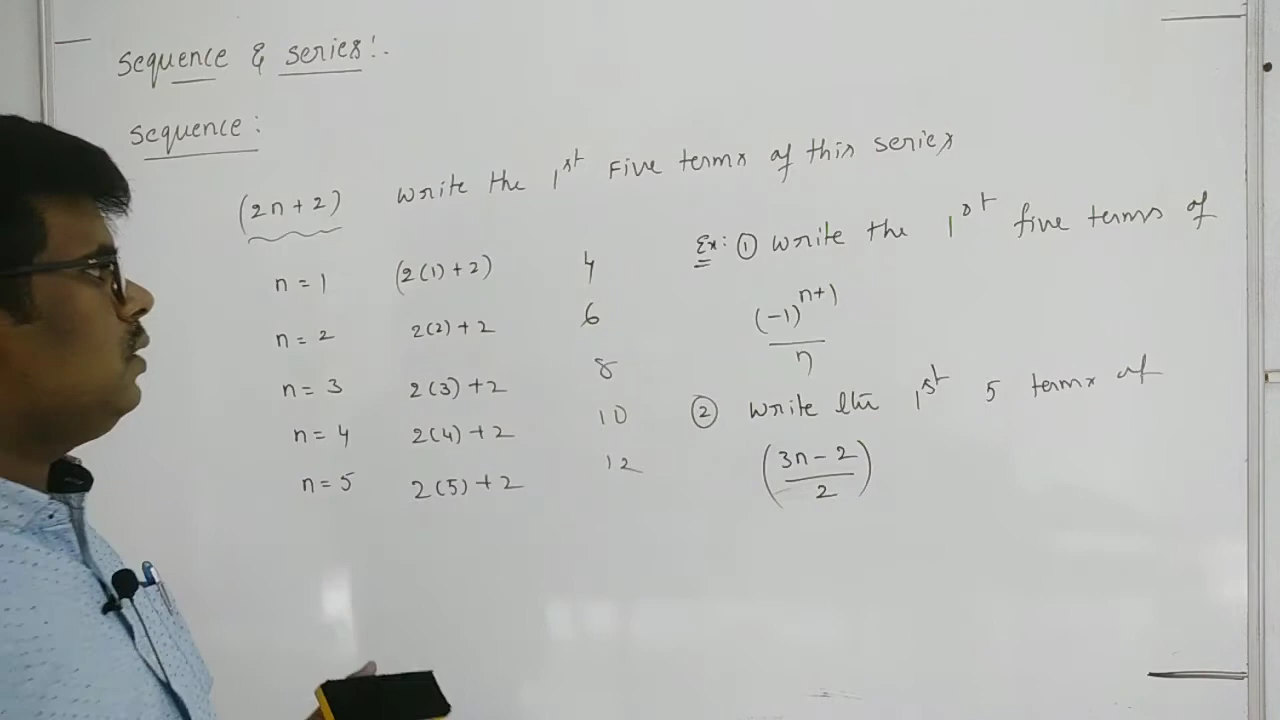 Sequence & series:.
Sequence:
(2n + 2) Write the 1st Five terms of this series
n = 1 (2(1) + 2) 4
n = 2 2(2) + 2 6
n = 3 2(3) + 2 8
n = 4 2(4) + 2 10
n = 5 2(5) + 2 12
Ex: ① Write the 1st five terms of
(-1)^(n+1)
n
② Write the 1st 5 terms of
(3n - 2)
2